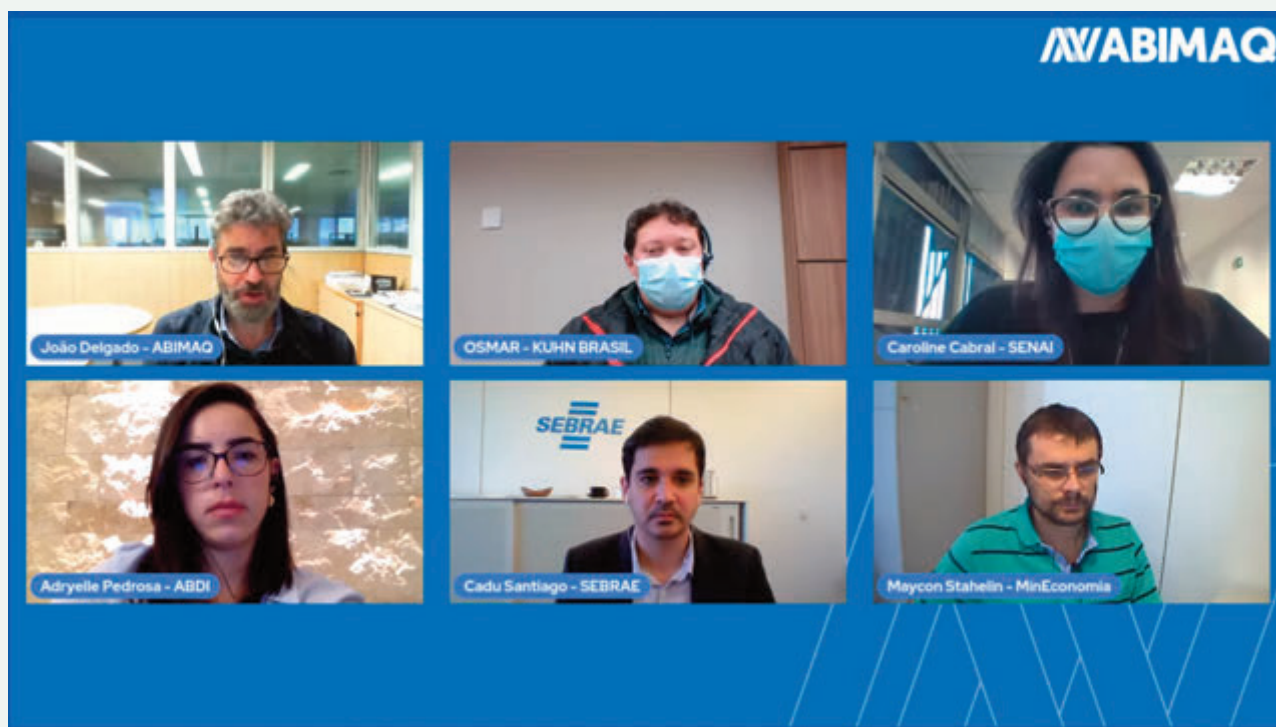 ABIMAQ
João Delgado - ABIMAQ
OSMAR - KUHN BRASIL
Caroline Cabral - SENAI
SEBRAE
Adryelle Pedrosa - ABDI
Cadu Santiago - SEBRAE
Maycon Stahelin - MinEconomia